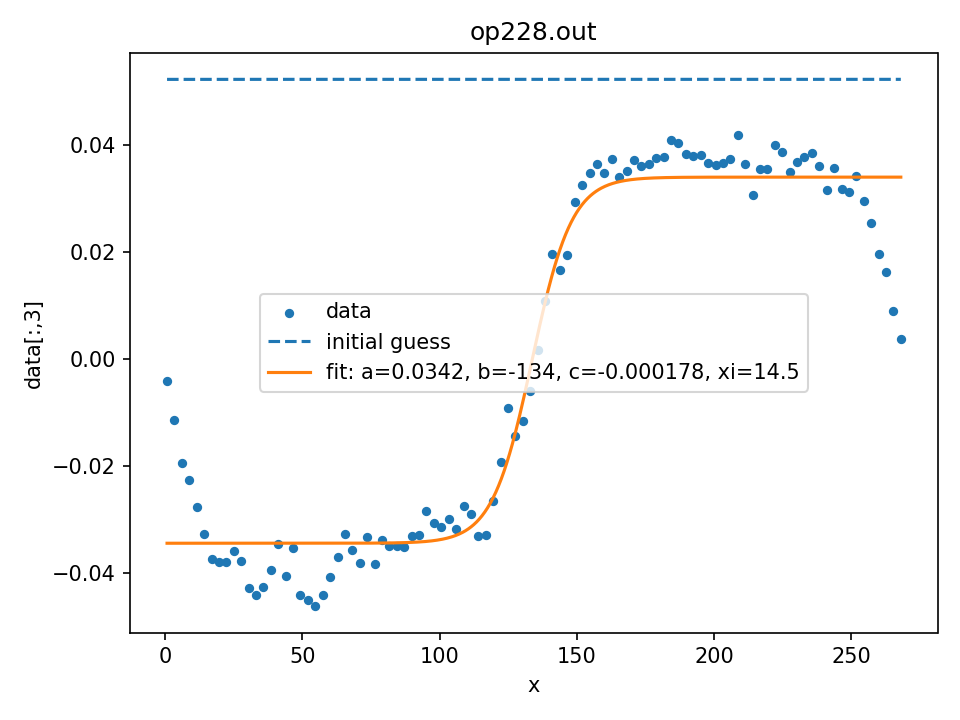 op228.out
data[:,3]
0.04
0.02
0.00
−0.02
−0.04
data
initial guess
fit: a=0.0342, b=-134, c=-0.000178, xi=14.5
0 50 100 150 200 250
x